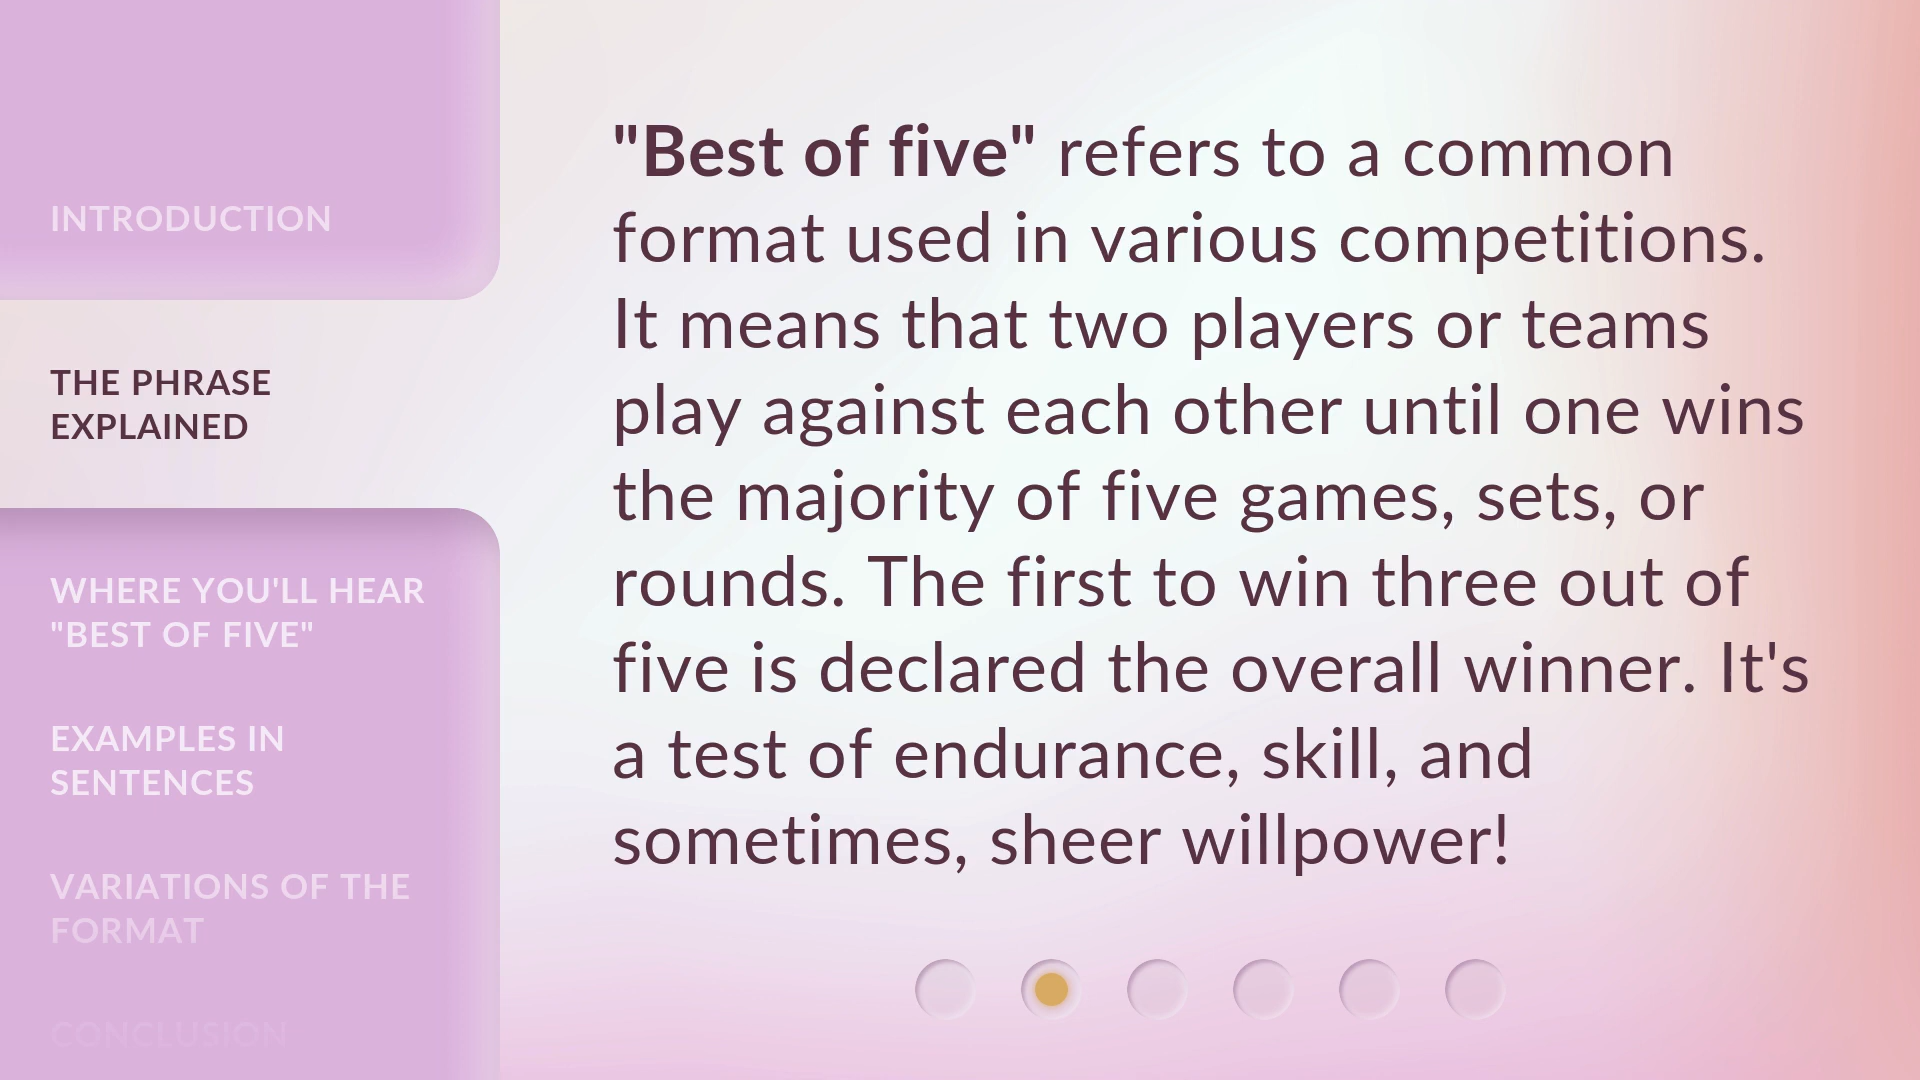 INTRODUCTION
THE PHRASE
EXPLAINED
WHERE YOU'LL HEAR
"BEST OF FIVE"
EXAMPLES IN
SENTENCES
VARIATIONS OF THE
FORMAT
CONCLUSION
"Best of five" refers to a common
format used in various competitions.
It means that two players or teams
play against each other until one wins
the majority of five games, sets, or
rounds. The first to win three out of
five is declared the overall winner. It's
a test of endurance, skill, and
sometimes, sheer willpower!